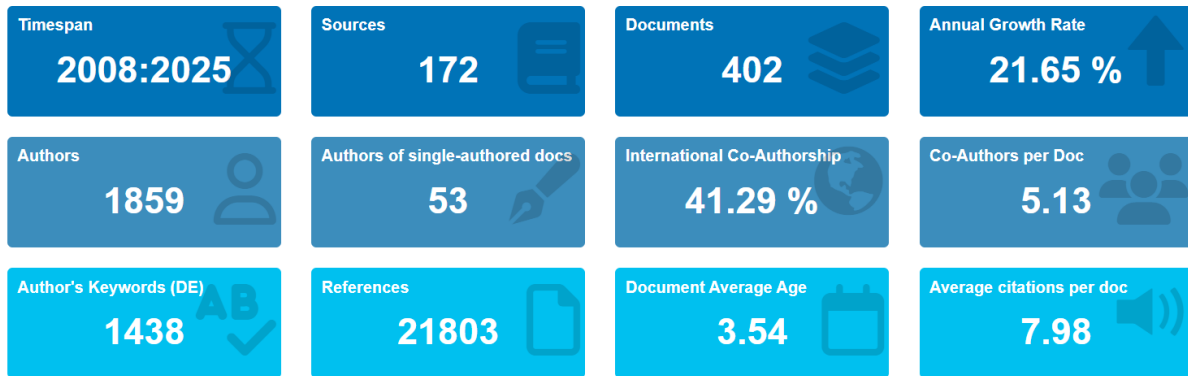 Timespan
2008:2025
Sources
172
Documents
402
Annual Growth Rate
21.65 %
Authors
1859
Authors of single-authored docs
53
International Co-Authorship
41.29 %
Co-Authors per Doc
5.13
Author's Keywords (DE)
AB
1438
References
21803
Document Average Age
3.54
Average citations per doc
7.98